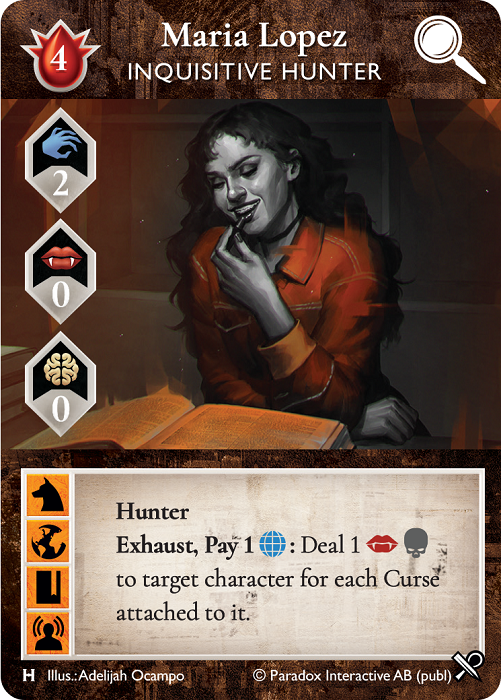 4
Maria Lopez
INQUISITIVE HUNTER
2
0
0
Hunter
Exhaust, Pay 1 : Deal 1
to target character for each Curse
attached to it.
H Illus.: Adelijah Ocampo © Paradox Interactive AB (publ)